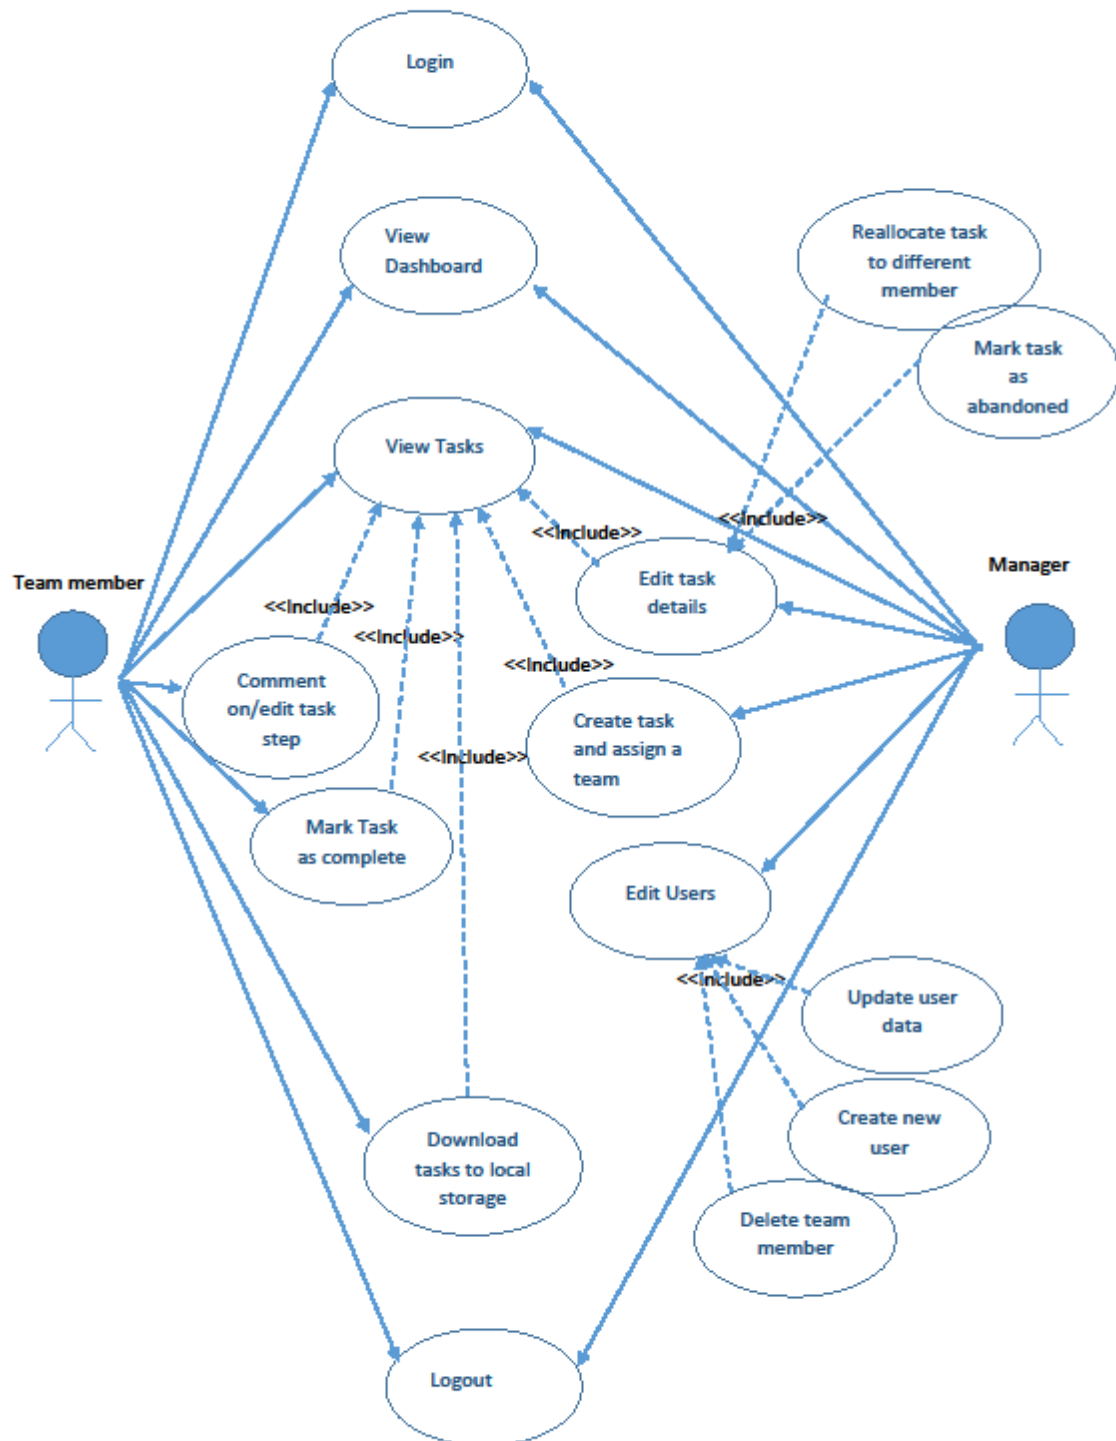 Login
View
Dashboard
Reallocate task
to different
member
Mark task
as
abandoned
View Tasks
<<Include>>
<<Include>>
Team member
Manager
Edit task
details
<<Include>>
<<Include>>
<<Include>>
Comment
on/edit task
step
Create task
and assign a
team
<<Include>>
Mark Task
as complete
Edit Users
<<Include>>
Update user
data
Create new
user
Download
tasks to local
storage
Delete team
member
Logout